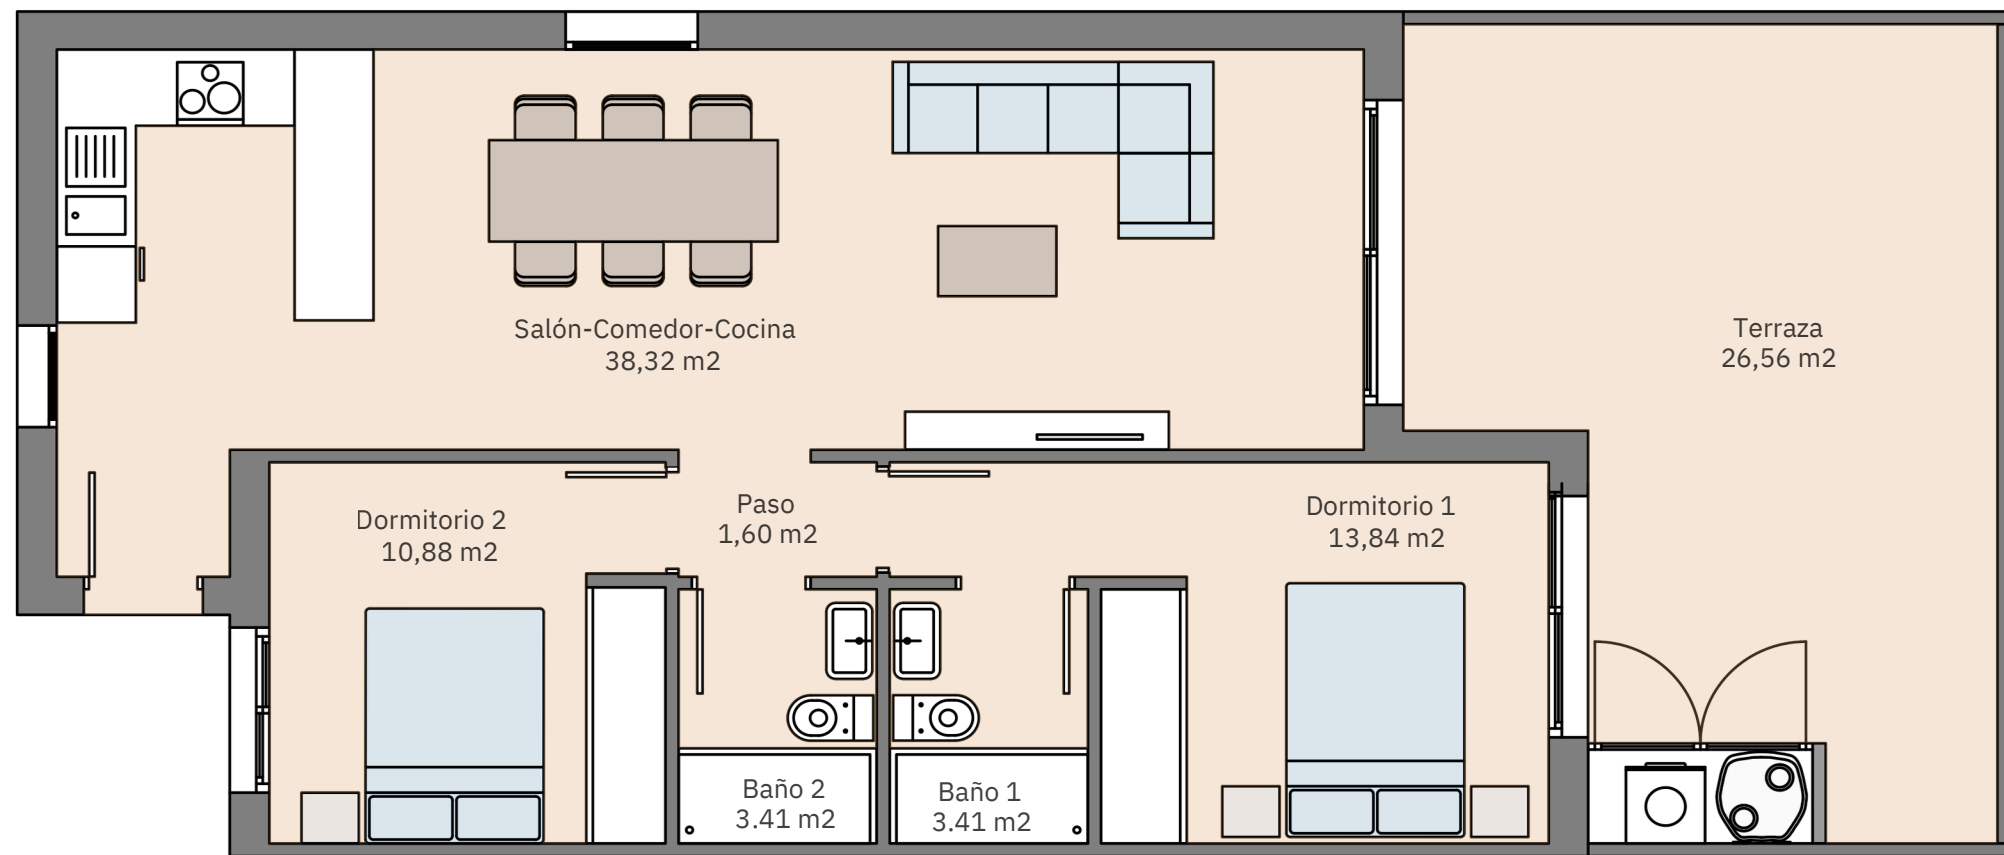 Salón-Comedor-Cocina
38,32 m2
Terraza
26,56 m2
Dormitorio 2
10,88 m2
Paso
1,60 m2
Dormitorio 1
13,84 m2
Baño 2
3.41 m2
Baño 1
3.41 m2